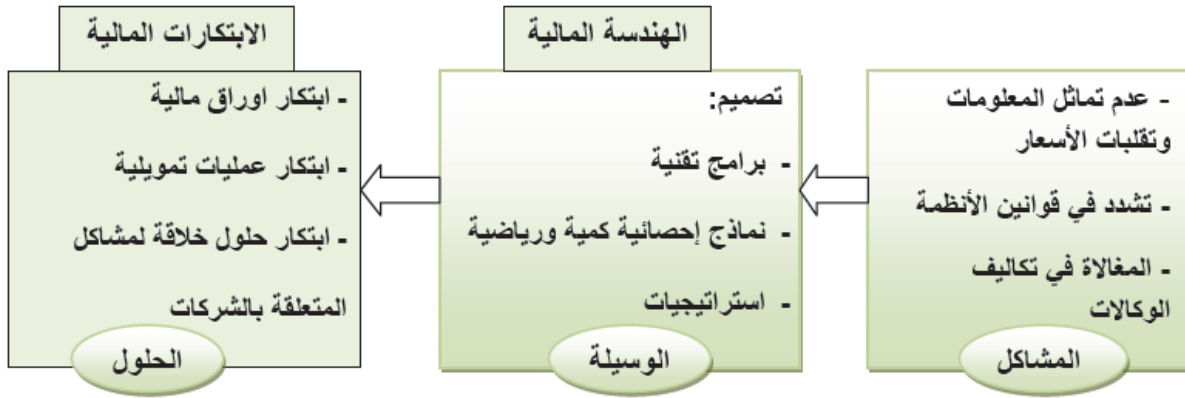 - عدم تماثل المعلومات
وتقلبات الأسعار
- تشدد في قوانين الأنظمة
- المغالاة في تكاليف
الوكالات
المشاكل
الهندسة المالية
تصميم:
- برامج تقنية
- نماذج إحصائية كمية ورياضية
- استراتيجيات
الوسيلة
الابتكارات المالية
- ابتكار اوراق مالية
- ابتكار عمليات تمويلية
- ابتكار حلول خلاقة لمشاكل
المتعلقة بالشركات
الحلول